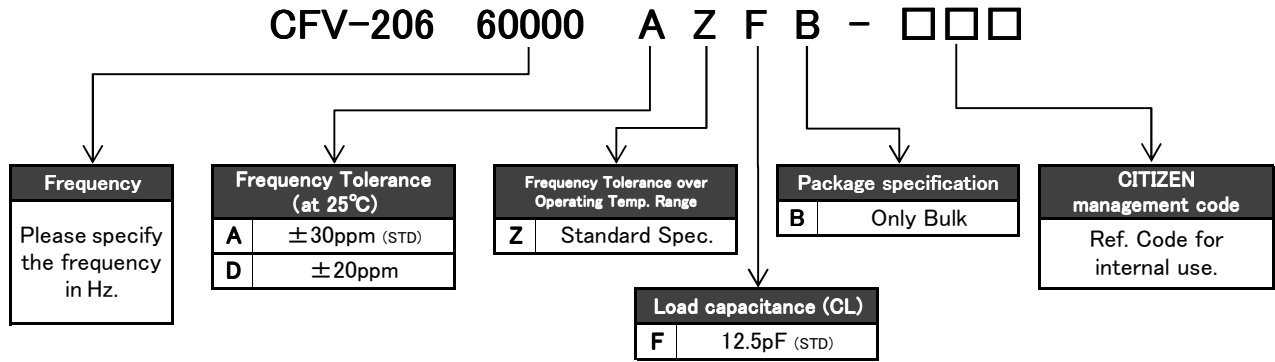 CFV-206 60000 A Z F B - □□□
Frequency
Please specify
the frequency
in Hz.
Frequency Tolerance
(at 25℃)
A ±30ppm (STD)
D ±20ppm
Frequency Tolerance over
Operating Temp. Range
Z Standard Spec.
Load capacitance (CL)
F 12.5pF (STD)
Package specification
B Only Bulk
CITIZEN
management code
Ref. Code for
internal use.